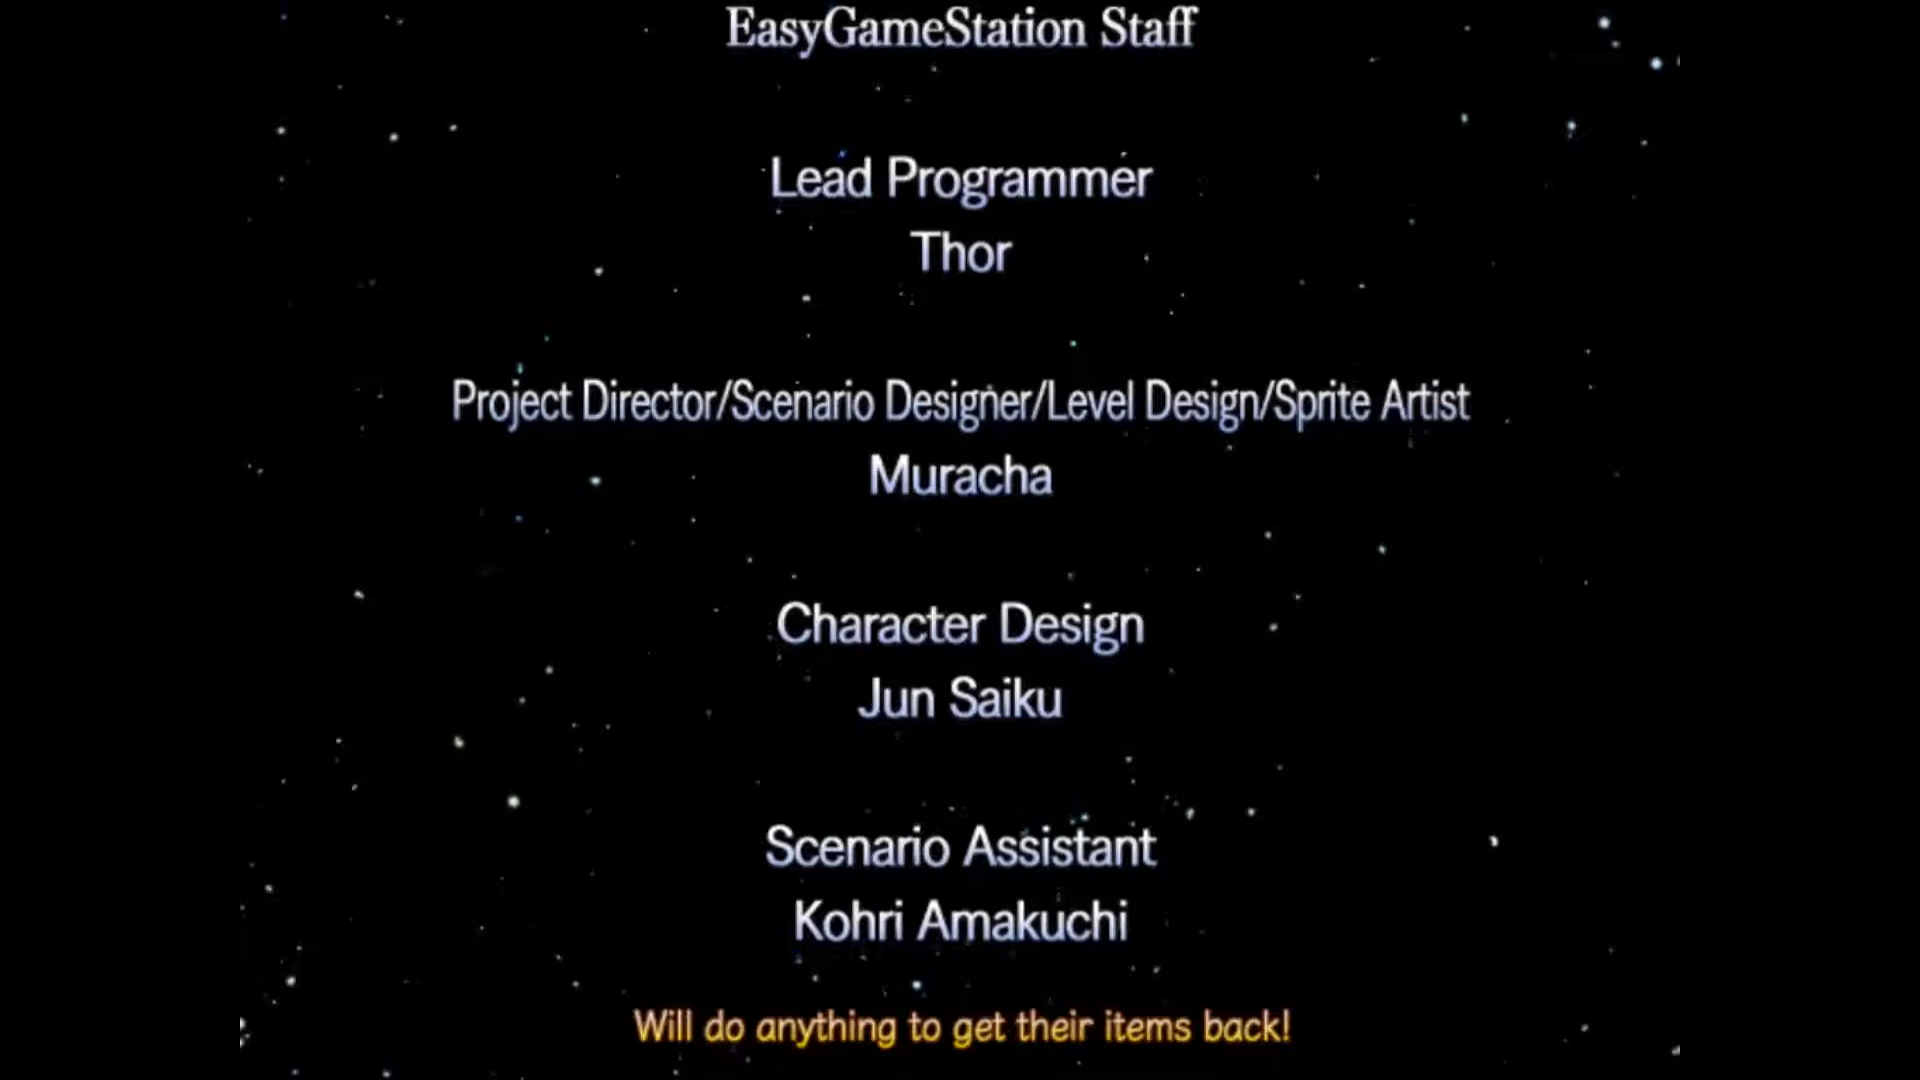 EasyGameStation Staff
Lead Programmer
Thor
Project Director/Scenario Designer/Level Design/Sprite Artist
Muracha
Character Design
Jun Saiku
Scenario Assistant
Kohri Amakuchi
Will do anything to get their items back!